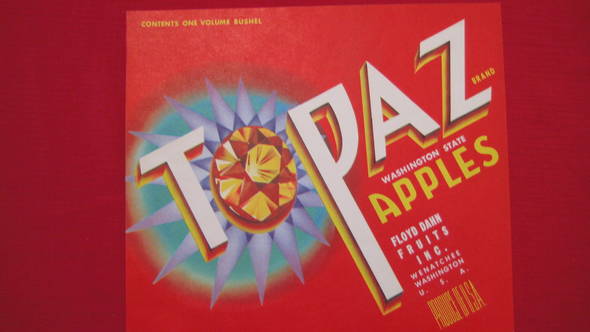 CONTENTS ONE VOLUME BUSHEL
TOPAZ
BRAND
WASHINGTON STATE
APPLES
FLOYD DAHN
FRUITS
INC.
WENATCHEE
WASHINGTON
U. S. A.
PRODUCE OF U.S.A.